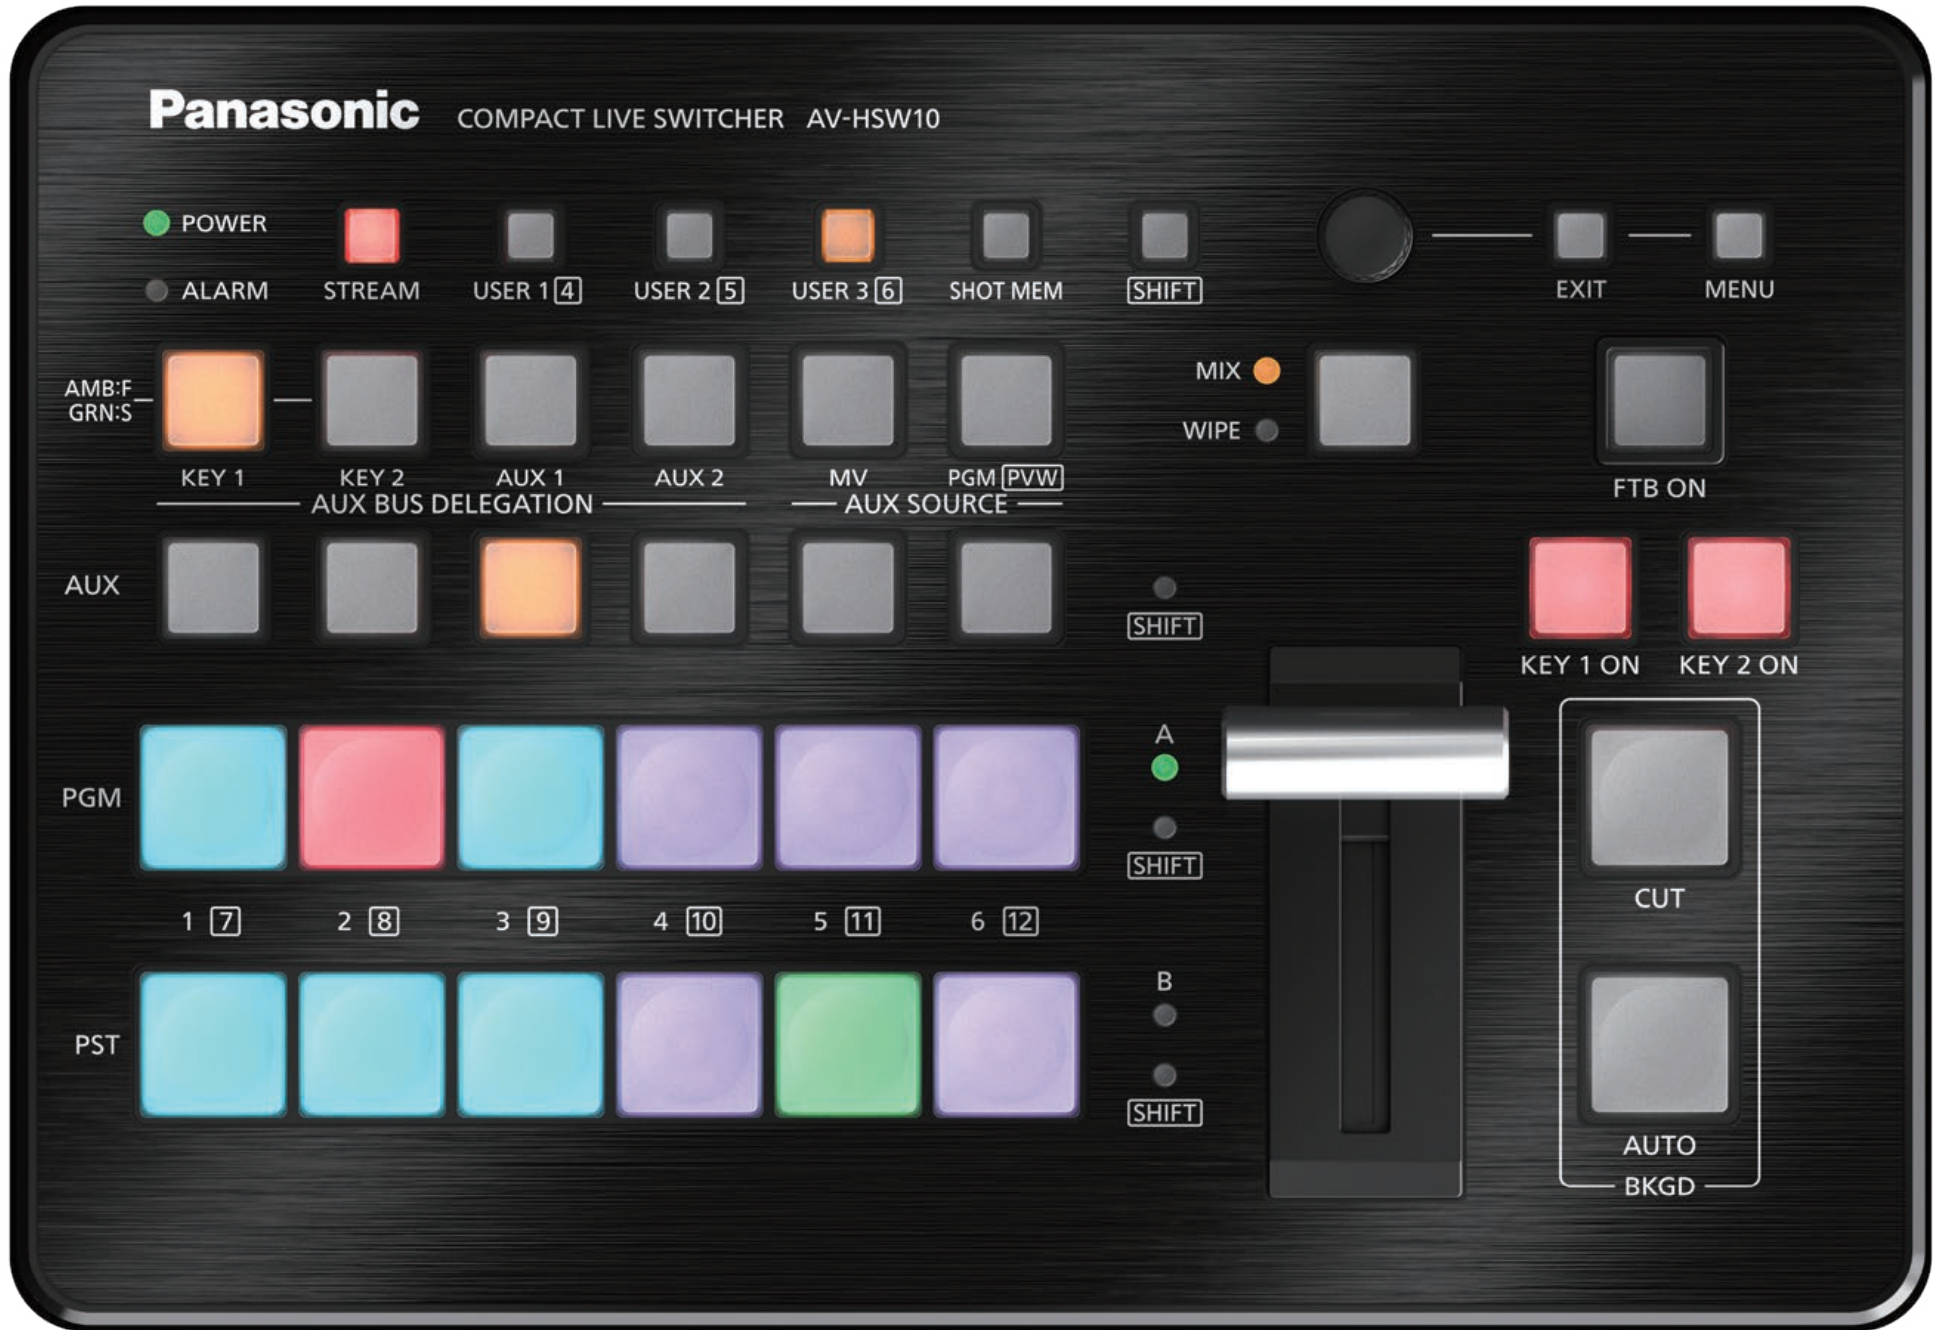 Panasonic COMPACT LIVE SWITCHER AV-HSW10
POWER
ALARM STREAM USER 1 4 USER 2 5 USER 3 6 SHOT MEM SHIFT EXIT MENU
AMB:F
GRN:S
MIX
WIPE
KEY 1 KEY 2 AUX 1 AUX 2 MV PGM PVW FTB ON
AUX BUS DELEGATION AUX SOURCE
AUX
SHIFT
KEY 1 ON KEY 2 ON
A
PGM
SHIFT
CUT
1 7 2 8 3 9 4 10 5 11 6 12
B
PST
SHIFT
AUTO
BKGD